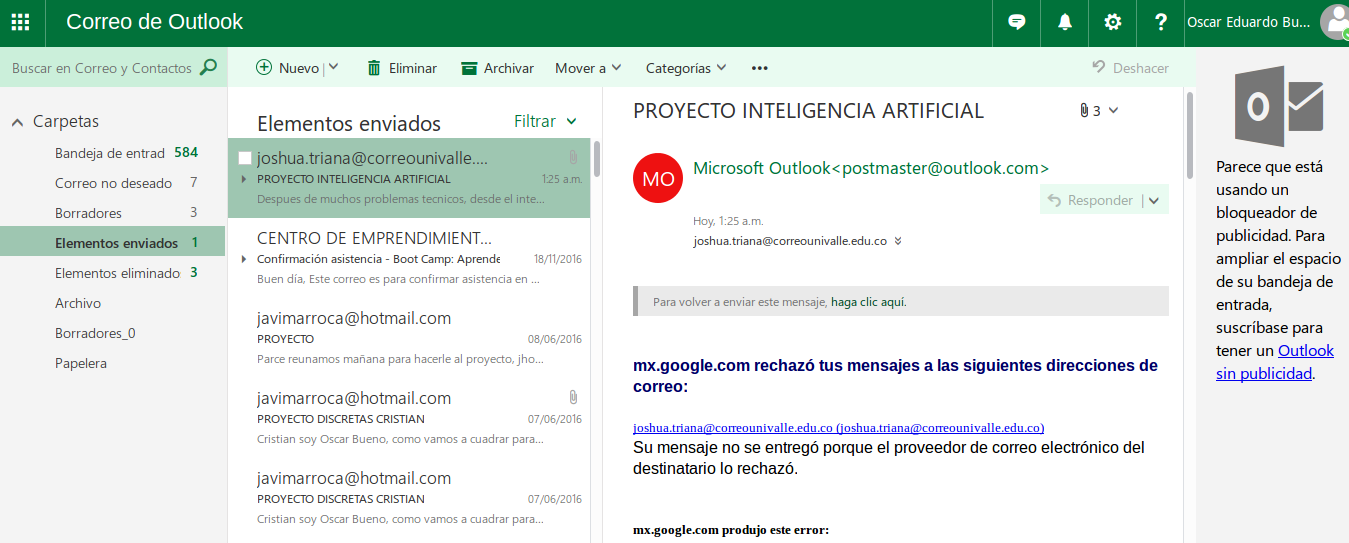 Correo de Outlook
Oscar Eduardo Bu...
Buscar en Correo y Contactos
Nuevo
Eliminar
Archivar
Mover a
Categorías
Deshacer
Carpetas
Bandeja de entrad 584
Correo no deseado 7
Borradores 3
Elementos enviados 1
Elementos eliminado 3
Archivo
Borradores_0
Papelera
Elementos enviados
Filtrar
joshua.triana@correounivalle....
PROYECTO INTELIGENCIA ARTIFICIAL 1:25 a.m.
Despues de muchos problemas tecnicos, desde el inte...
CENTRO DE EMPRENDIMIENT...
Confirmación asistencia - Boot Camp: Aprende 18/11/2016
Buen día, Este correo es para confirmar asistencia en ...
javimarroca@hotmail.com
PROYECTO 08/06/2016
Parce reunamos mañana para hacerle al proyecto, jho...
javimarroca@hotmail.com
PROYECTO DISCRETAS CRISTIAN 07/06/2016
Cristian soy Oscar Bueno, como vamos a cuadrar para...
javimarroca@hotmail.com
PROYECTO DISCRETAS CRISTIAN 07/06/2016
Cristian soy Oscar Bueno, como vamos a cuadrar para...
PROYECTO INTELIGENCIA ARTIFICIAL
3
MO
Microsoft Outlook<postmaster@outlook.com>
Responder
Hoy, 1:25 a.m.
joshua.triana@correounivalle.edu.co
Para volver a enviar este mensaje, haga clic aquí.
mx.google.com rechazó tus mensajes a las siguientes direcciones de
correo:
joshua.triana@correounivalle.edu.co (joshua.triana@correounivalle.edu.co)
Su mensaje no se entregó porque el proveedor de correo electrónico del
destinatario lo rechazó.
mx.google.com produjo este error:
Parece que está
usando un
bloqueador de
publicidad. Para
ampliar el espacio
de su bandeja de
entrada,
suscríbase para
tener un Outlook
sin publicidad.